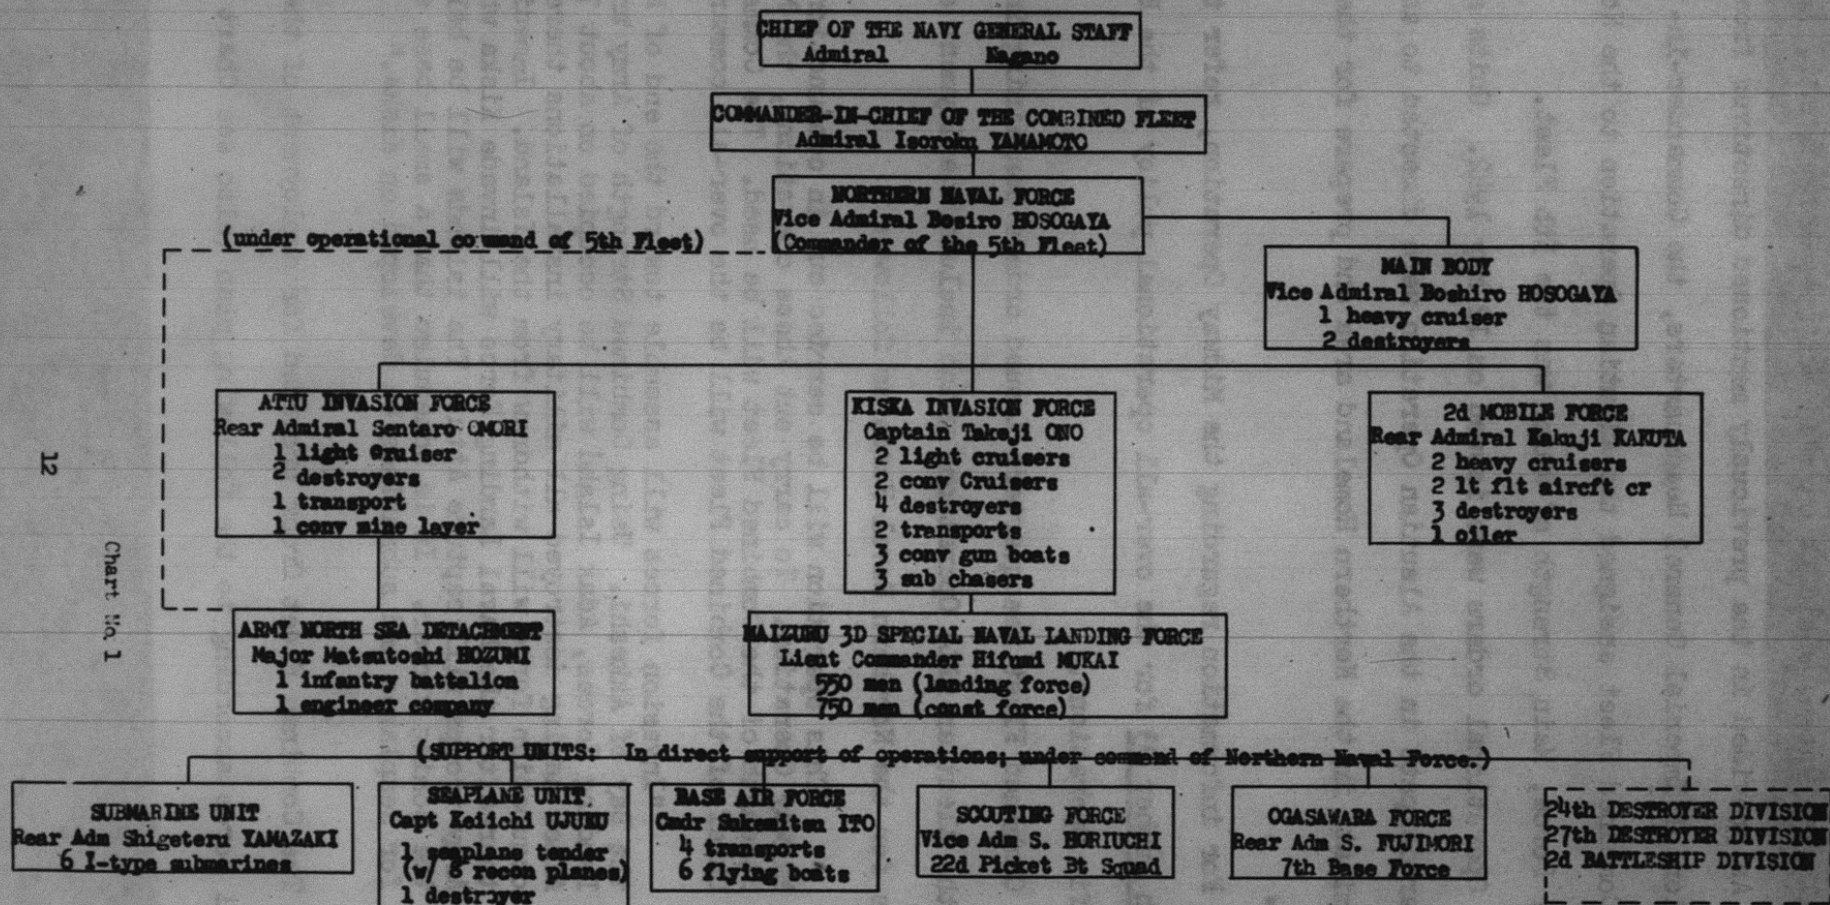 CHIEF OF THE NAVY GENERAL STAFF
Admiral Nagano
COMMANDER-IN-CHIEF OF THE COMBINED FLEET
Admiral Isoroku YAMAMOTO
NORTHERN NAVAL FORCE
Vice Admiral Bosiro HOSOGAYA
(Commander of the 5th Fleet)
(under operational command of 5th Fleet)
MAIN BODY
Vice Admiral Boshiro HOSOGAYA
1 heavy cruiser
2 destroyers
ATTU INVASION FORCE
Rear Admiral Sentaro OMORI
1 light Cruiser
2 destroyers
1 transport
1 conv mine layer
KISKA INVASION FORCE
Captain Takeji ONO
2 light cruisers
2 conv Cruisers
4 destroyers
2 transports
3 conv gun boats
3 sub chasers
2d MOBILE FORCE
Rear Admiral Kakuji KAKUTA
2 heavy cruisers
2 lt flt aircft cr
3 destroyers
1 oiler
ARMY NORTH SEA DETACHMENT
Major Matsutoshi HOZUMI
1 infantry battalion
1 engineer company
MAIZURU 3D SPECIAL NAVAL LANDING FORCE
Lieut Commander Hifumi MUKAI
550 men (landing force)
750 men (const force)
(SUPPORT UNITS: In direct support of operations; under command of Northern Naval Force.)
SUBMARINE UNIT
Rear Adm Shigeteru YAMAZAKI
6 I-type submarines
SEAPLANE UNIT
Capt Keiichi UJUKU
1 seaplane tender
(w/ 8 recon planes)
1 destroyer
BASE AIR FORCE
Cmdr Sukemitsu ITO
4 transports
6 flying boats
SCOUTING FORCE
Vice Adm S. HORIUCHI
22d Picket Bt Squad
OGASAWARA FORCE
Rear Adm S. FUJIMORI
7th Base Force
24th DESTROYER DIVISION
27th DESTROYER DIVISION
2d BATTLESHIP DIVISION
12
Chart No. 1